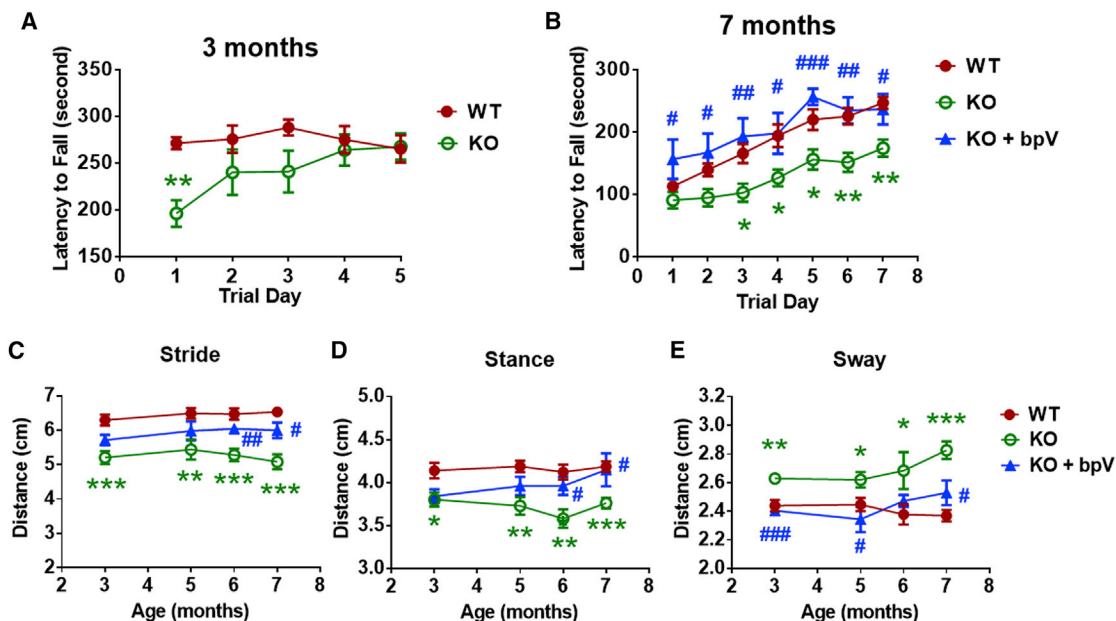 A
3 months
Latency to Fall (second)
350
300
250
200
150
**
WT
KO
0 1 2 3 4 5
Trial Day
B
7 months
Latency to Fall (second)
300
200
100
0
# # ## # ### ## #
* * * ** **
WT
KO
KO + bpV
0 1 2 3 4 5 6 7 8
Trial Day
C
Stride
Distance (cm)
7
6
5
4
3
2
## #
*** ** *** ***
2 3 4 5 6 7 8
Age (months)
D
Stance
Distance (cm)
5.0
4.5
4.0
3.5
3.0
# #
* ** ** ***
2 3 4 5 6 7 8
Age (months)
E
Sway
Distance (cm)
3.2
3.0
2.8
2.6
2.4
2.2
2.0
** * * ***
### # #
WT
KO
KO + bpV
2 3 4 5 6 7 8
Age (months)